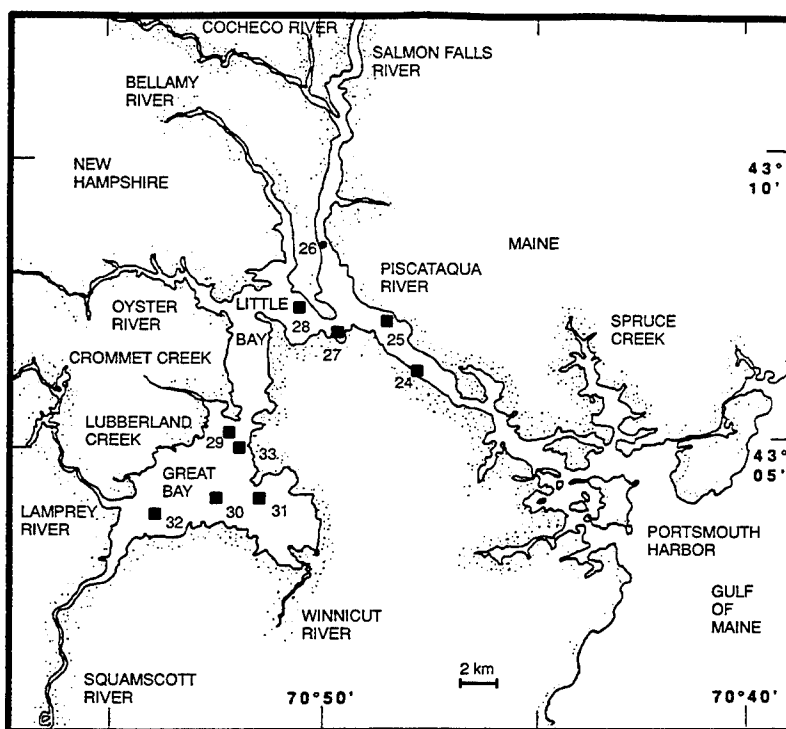 COCHECO RIVER
SALMON FALLS
RIVER
BELLAMY
RIVER
NEW
HAMPSHIRE
43°
10'
MAINE
26
PISCATAQUA
RIVER
OYSTER
RIVER
LITTLE
BAY
28
27
25
24
SPRUCE
CREEK
CROMMET CREEK
LUBBERLAND
CREEK
29
33
43°
05'
GREAT
BAY
30
31
32
LAMPREY
RIVER
PORTSMOUTH
HARBOR
WINNICUT
RIVER
GULF
OF
MAINE
2 km
SQUAMSCOTT
RIVER
70°50'
70°40'